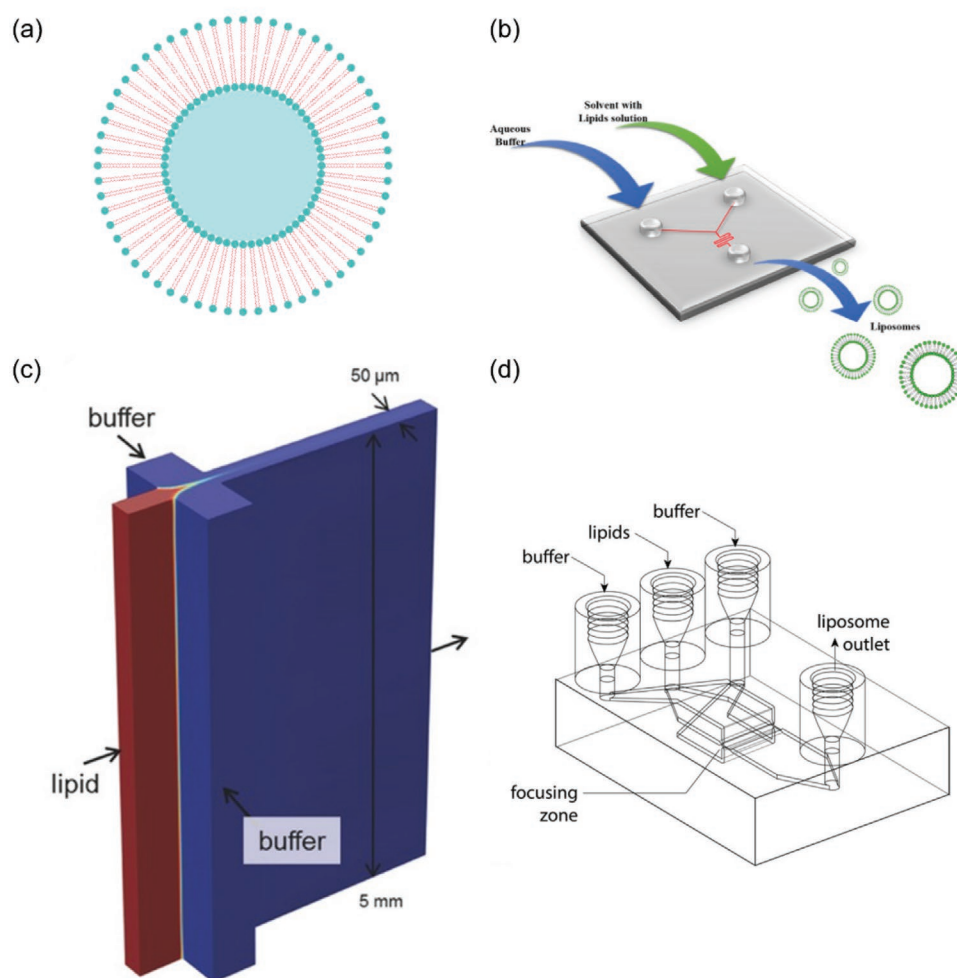 (a)
(b)
Solvent with
Lipids solution
Aqueous
Buffer
Liposomes
(c)
50 μm
buffer
lipid
buffer
5 mm
(d)
buffer
lipids
buffer
liposome
outlet
focusing
zone